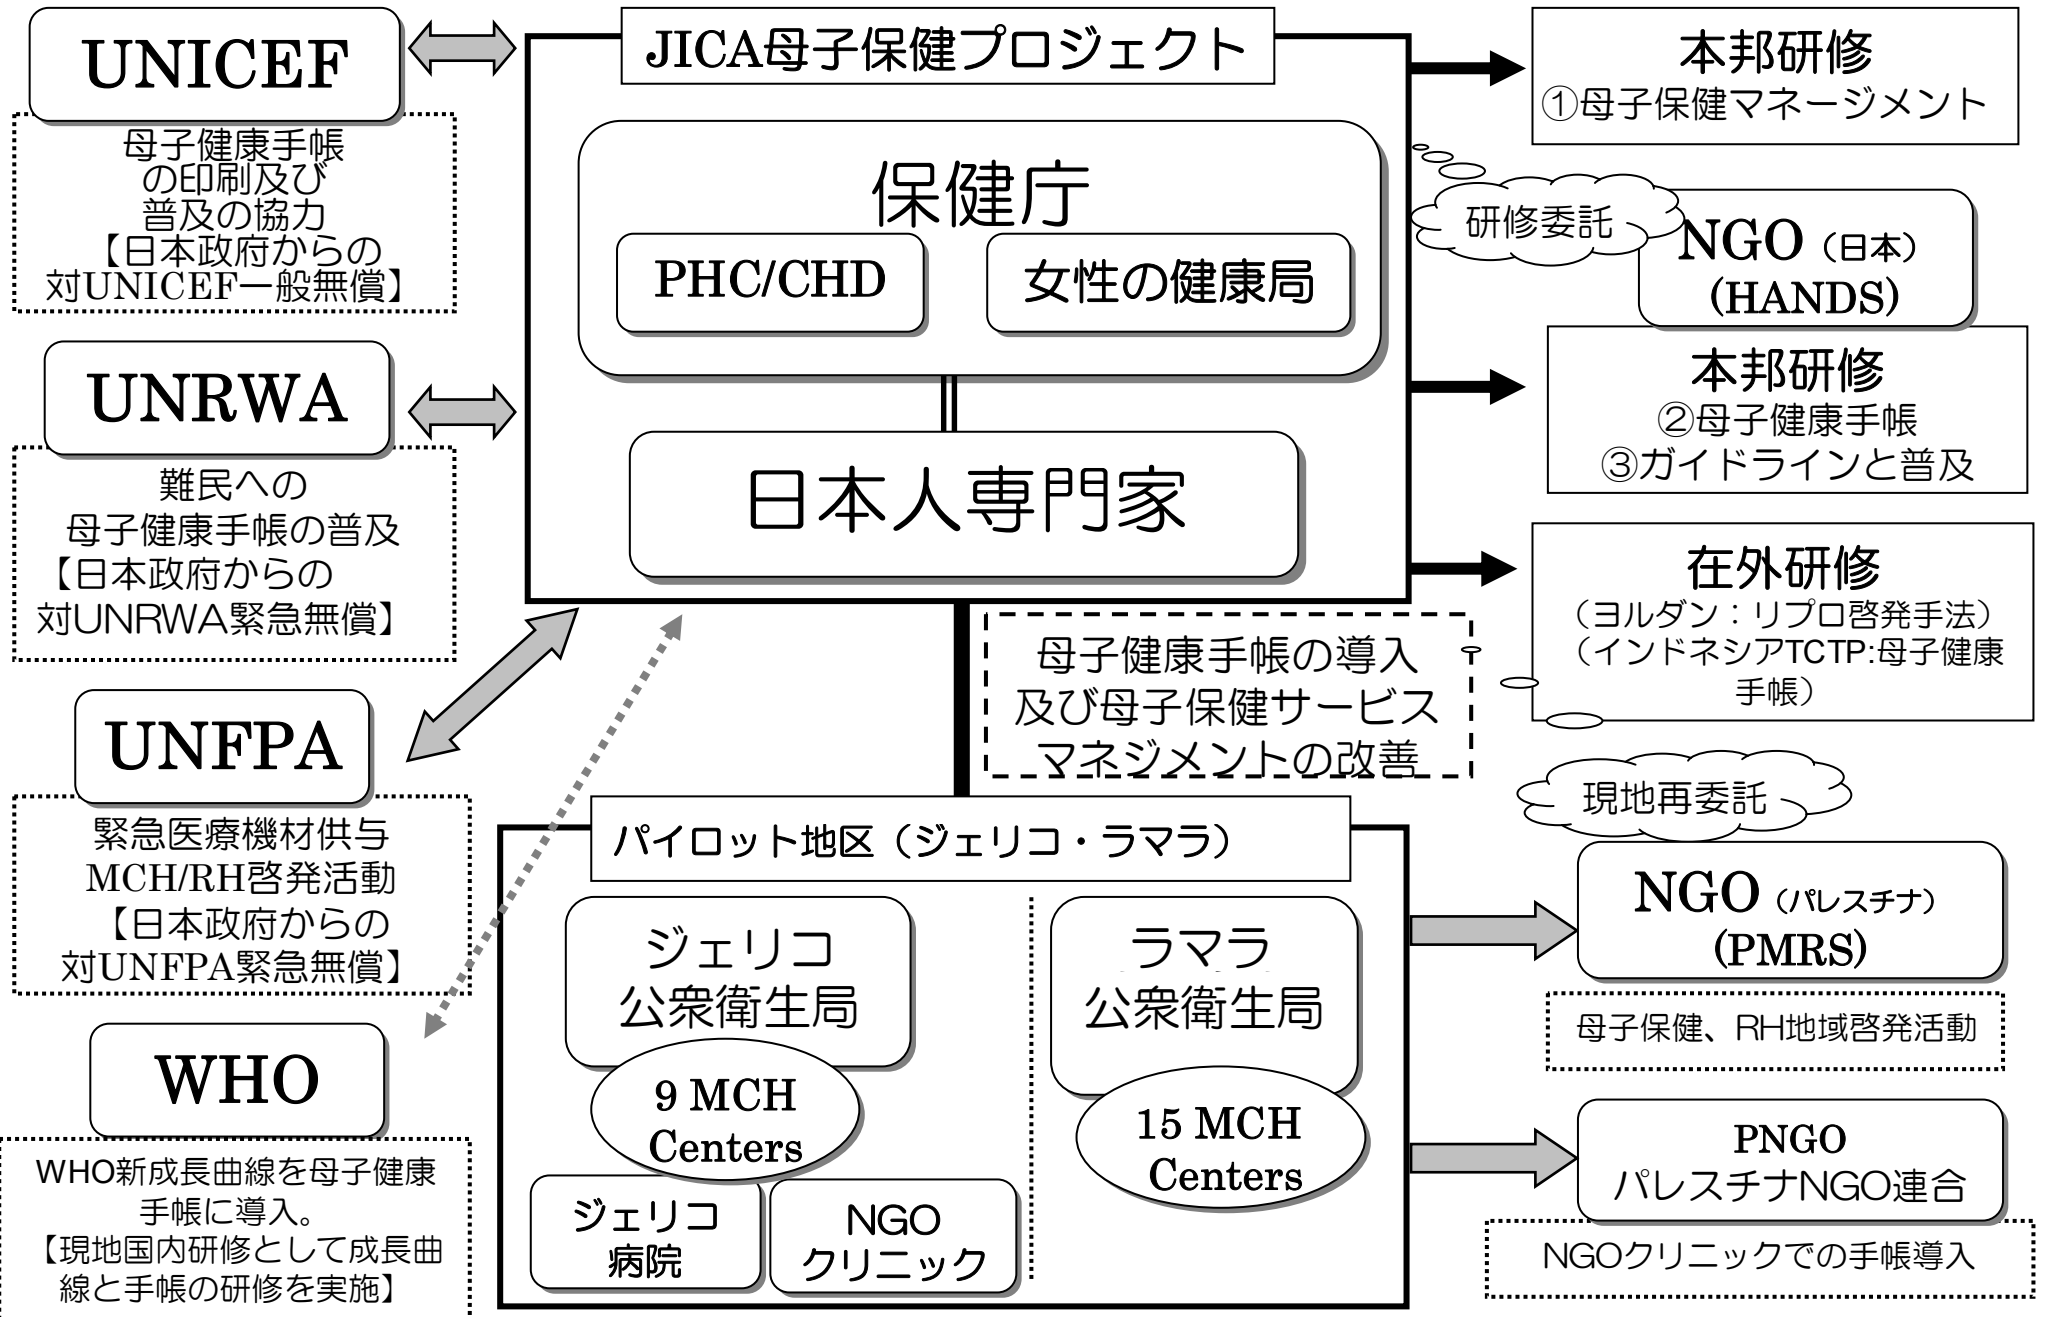 UNICEF
母子健康手帳
の印刷及び
普及の協力
【日本政府からの
対UNICEF一般無償】
UNRWA
難民への
母子健康手帳の普及
【日本政府からの
対UNRWA緊急無償】
UNFPA
緊急医療機材供与
MCH/RH啓発活動
【日本政府からの
対UNFPA緊急無償】
WHO
WHO新成長曲線を母子健康
手帳に導入。
【現地国内研修として成長曲
線と手帳の研修を実施】
JICA母子保健プロジェクト
保健庁
PHC/CHD
女性の健康局
日本人専門家
母子健康手帳の導入
及び母子保健サービス
マネジメントの改善
パイロット地区（ジェリコ・ラマラ）
ジェリコ
公衆衛生局
9 MCH
Centers
ジェリコ
病院
NGO
クリニック
ラマラ
公衆衛生局
15 MCH
Centers
本邦研修
①母子保健マネージメント
研修委託
NGO（日本）
(HANDS)
本邦研修
②母子健康手帳
③ガイドラインと普及
在外研修
（ヨルダン：リプロ啓発手法）
（インドネシアTCTP:母子健康
手帳）
現地再委託
NGO（パレスチナ）
(PMRS)
母子保健、RH地域啓発活動
PNGO
パレスチナNGO連合
NGOクリニックでの手帳導入